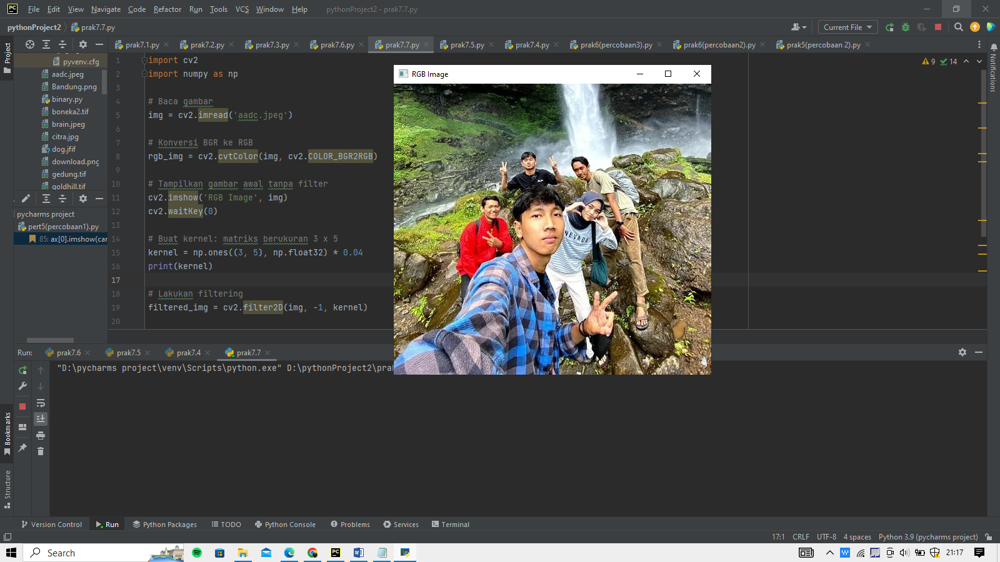 PC File Edit View Navigate Code Refactor Run Tools VCS Window Help pythonProject2 - prak7.7.py
pythonProject2 prak7.7.py Current File
Project prak7.1.py prak7.2.py prak7.3.py prak7.6.py prak7.7.py prak7.5.py prak7.4.py prak6(percobaan3).py prak6(percobaan2).py prak5(percobaan 2).py
pyvenv.cfg
aadc.jpeg
Bandung.png
binary.py
boneka2.tif
brain.jpeg
citra.jpg
dog.jfif
download.png
gedung.tif
goldhill.tif
pycharms project
pert5(percobaan1).py
85: ax[0].imshow(car
1 import cv2
2 import numpy as np
3
4 # Baca gambar
5 img = cv2.imread('aadc.jpeg')
6
7 # Konversi BGR ke RGB
8 rgb_img = cv2.cvtColor(img, cv2.COLOR_BGR2RGB)
9
10 # Tampilkan gambar awal tanpa filter
11 cv2.imshow('RGB Image', img)
12 cv2.waitKey(0)
13
14 # Buat kernel: matriks berukuran 3 x 5
15 kernel = np.ones((3, 5), np.float32) * 0.04
16 print(kernel)
17
18 # Lakukan filtering
19 filtered_img = cv2.filter2D(img, -1, kernel)
20
9 14
Notifications
RGB Image
NEVADA
Run: prak7.6 prak7.5 prak7.4 prak7.7
"D:\pycharms project\venv\Scripts\python.exe" D:\pythonProject2\pra
Bookmarks
Structure
Version Control Run Python Packages TODO Python Console Problems Services Terminal
17:1 CRLF UTF-8 4 spaces Python 3.9 (pycharms project)
Search PC W W 21:17